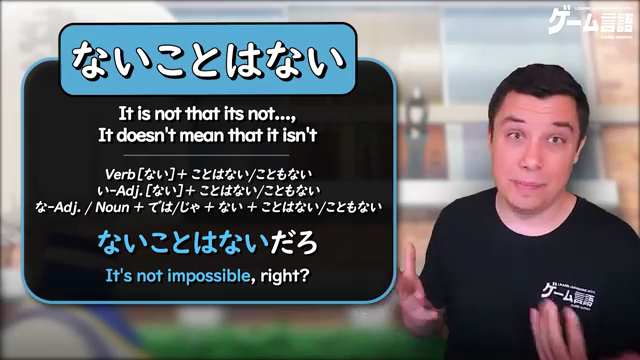 ないことはない
It is not that its not...,
It doesn't mean that it isn't
Verb [ない] + ことはない/こともない
い-Adj. [ない] + ことはない/こともない
な-Adj. / Noun + では/じゃ + ない + ことはない/こともない
ないことはないだろ
It's not impossible, right?
ゲーム言語
ゲーム言語